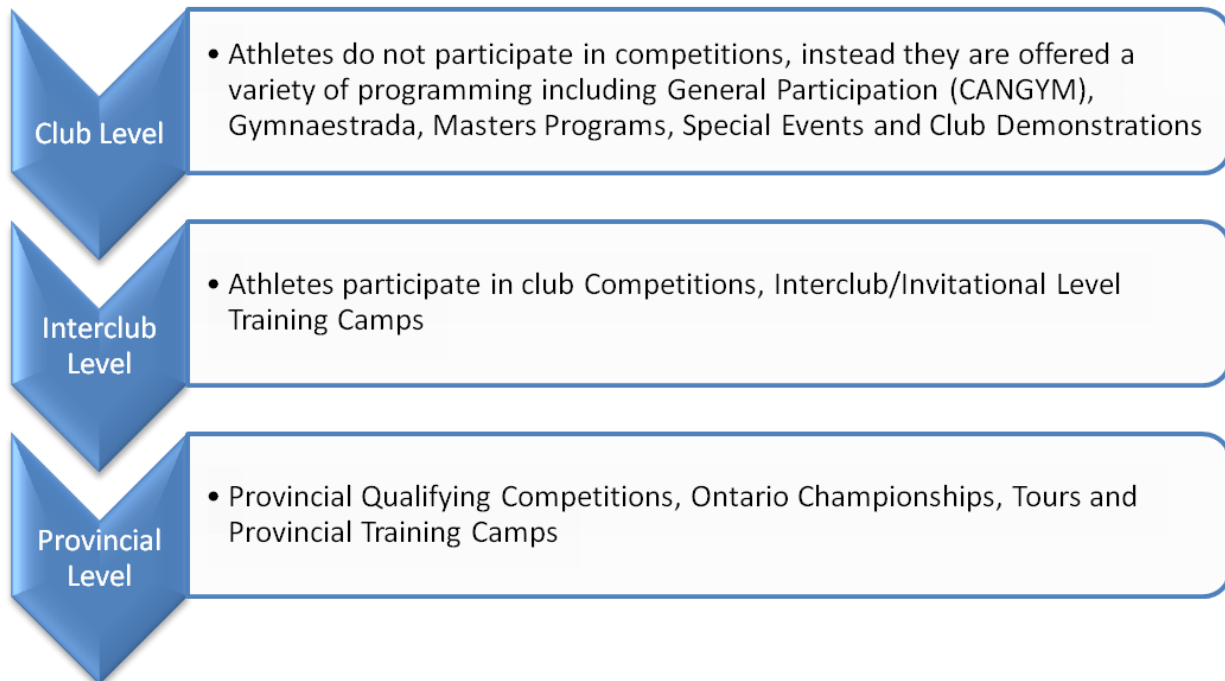 Club Level
• Athletes do not participate in competitions, instead they are offered a
variety of programming including General Participation (CANGYM),
Gymnaestrada, Masters Programs, Special Events and Club Demonstrations
Interclub
Level
• Athletes participate in club Competitions, Interclub/Invitational Level
Training Camps
Provincial
Level
• Provincial Qualifying Competitions, Ontario Championships, Tours and
Provincial Training Camps